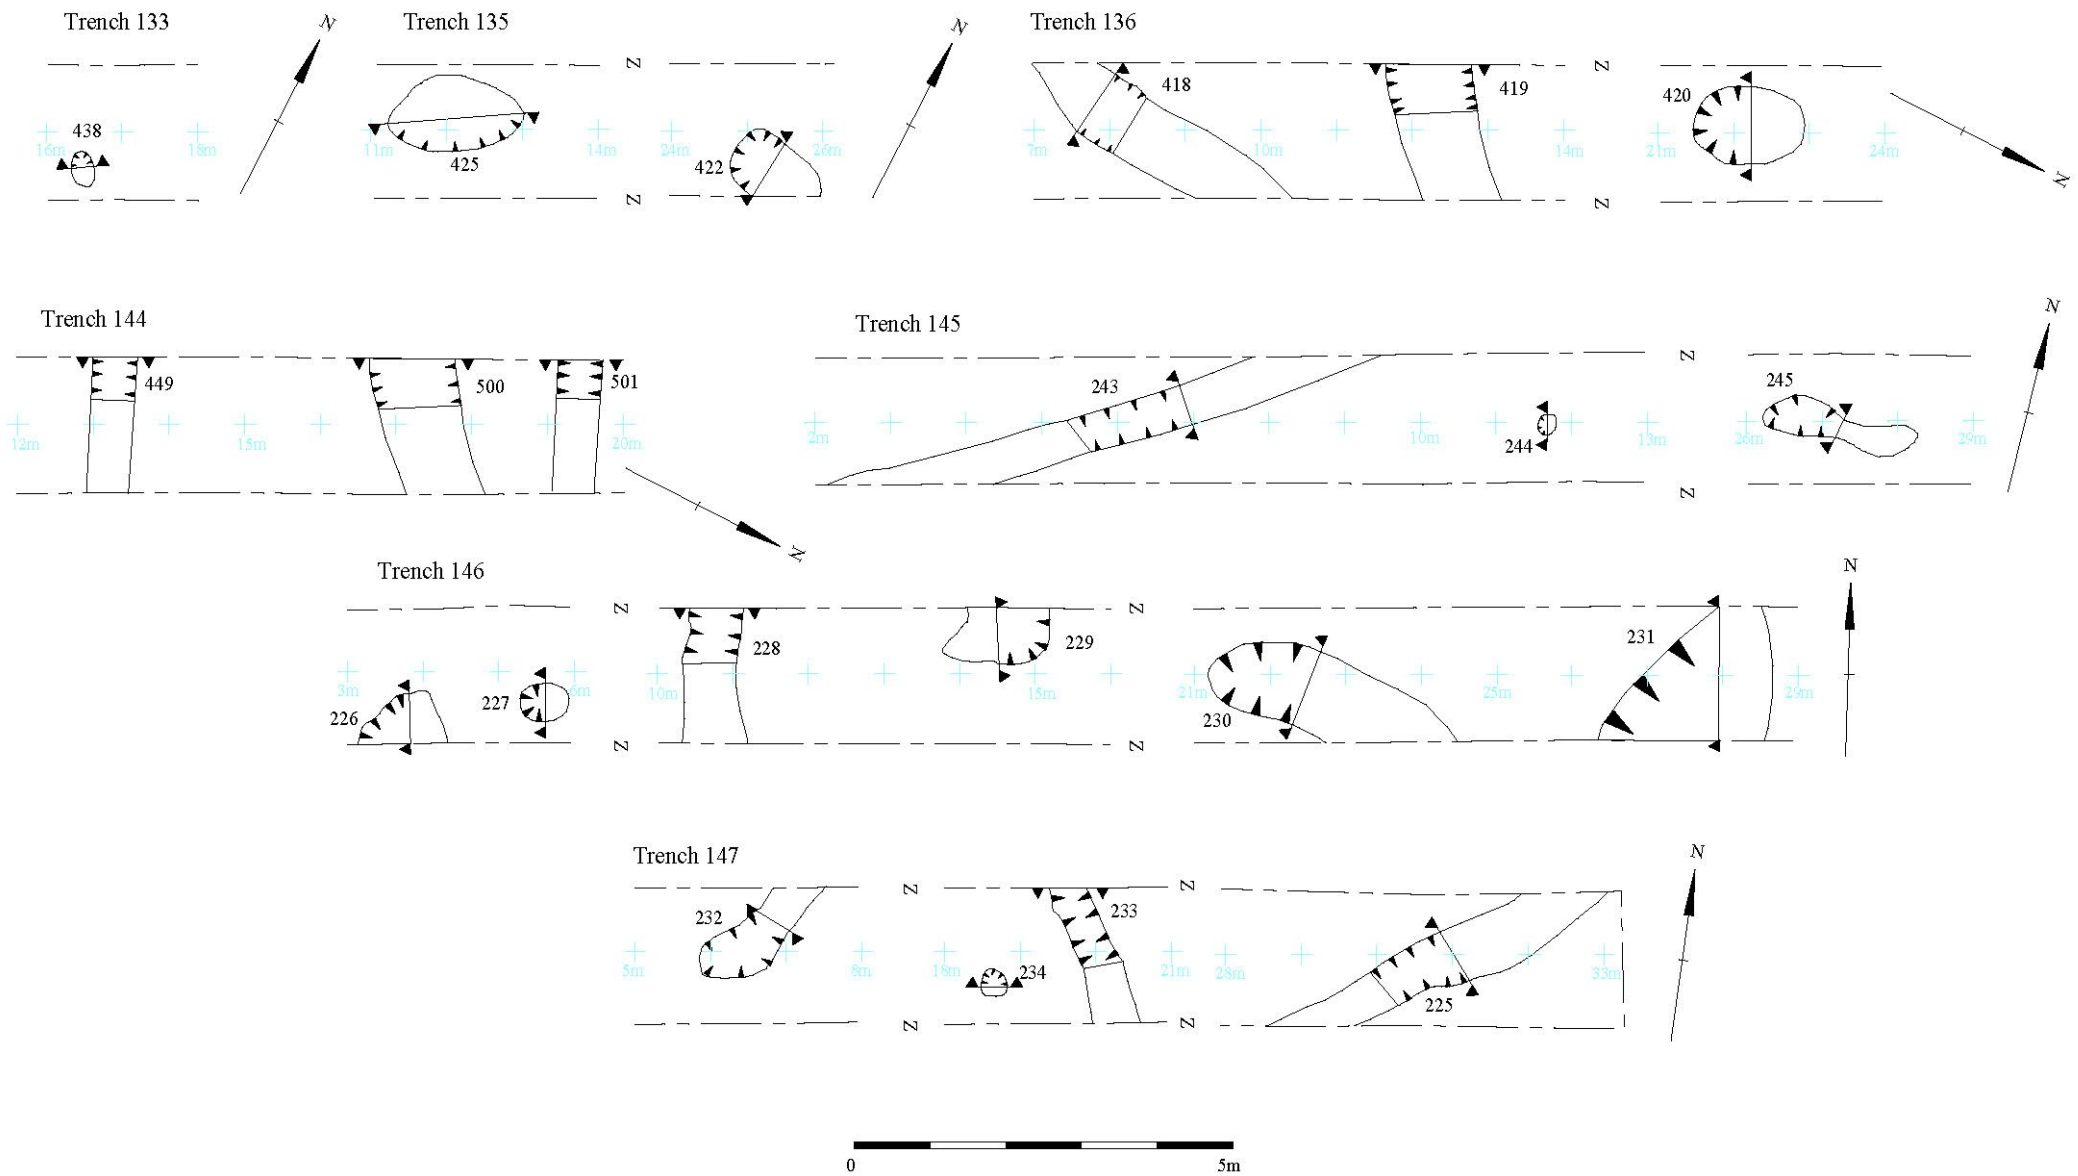 Trench 133
Trench 135
Trench 136
N
N
Z
Z
438
16m
18m
11m
425
14m
24m
422
26m
418
419
420
7m
10m
14m
21m
24m
Z
Z
N
Trench 144
Trench 145
N
449
500
501
12m
15m
20m
243
244
245
2m
10m
13m
26m
29m
Z
Z
N
Trench 146
N
Z
Z
Z
Z
226
227
228
229
230
231
3m
6m
10m
15m
21m
25m
29m
Trench 147
N
Z
Z
Z
Z
232
233
234
225
5m
8m
18m
21m
28m
33m
0
5m